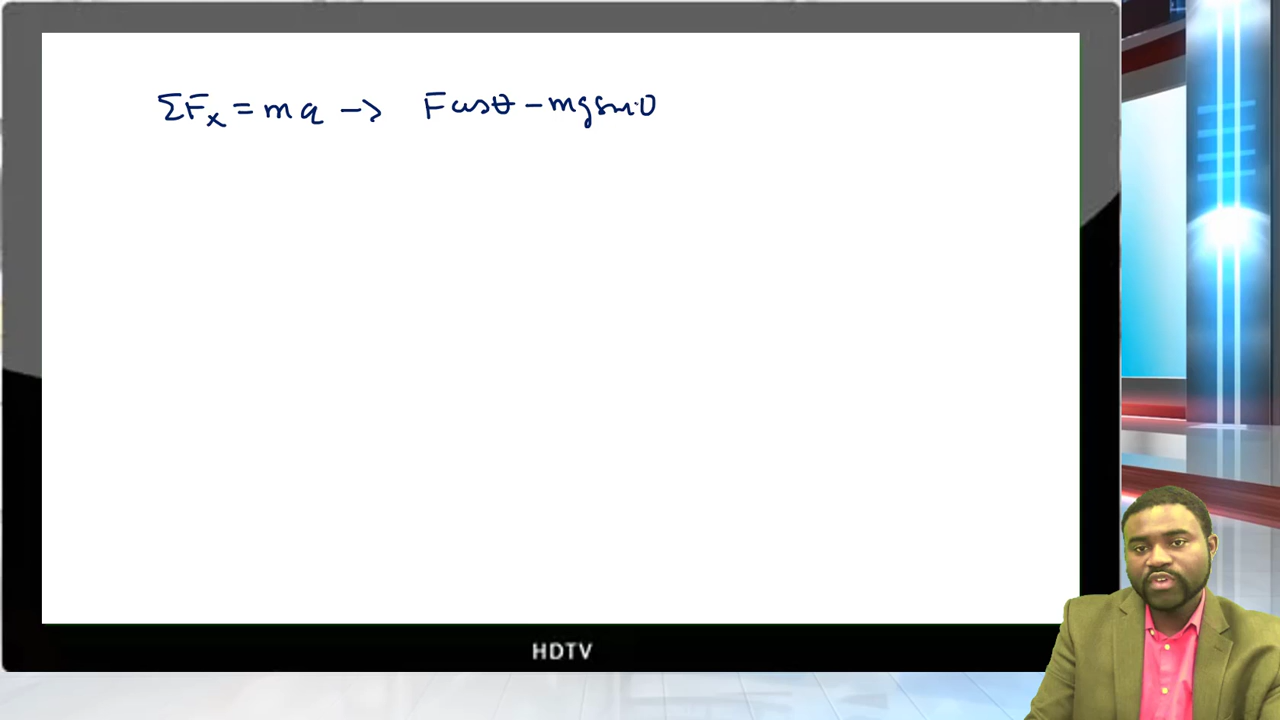 ΣFₓ = ma → Fcosθ - mgsinθ
HDTV